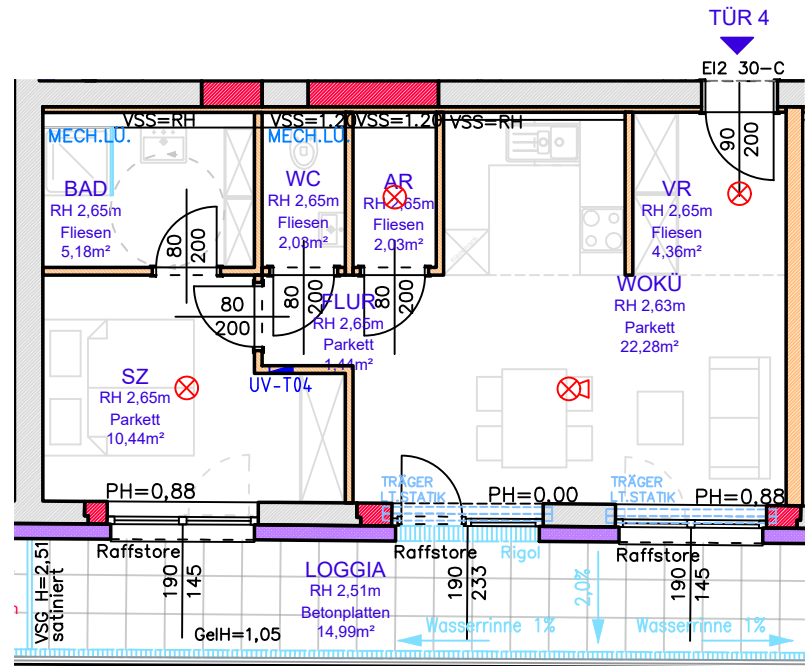 TÜR 4
EI2 30-C
VSS=RH
VSS=1.20
VSS=1.20
VSS=RH
MECH.LÜ.
MECH.LÜ.
90
200
BAD
RH 2,65m
Fliesen
5,18m²
WC
RH 2,65m
Fliesen
2,03m²
AR
RH 2,65m
Fliesen
2,03m²
VR
RH 2,65m
Fliesen
4,36m²
80
200
80
200
80
200
80
200
FLUR
RH 2,65m
Parkett
1,44m²
WOKÜ
RH 2,63m
Parkett
22,28m²
UV-T04
SZ
RH 2,65m
Parkett
10,44m²
PH=0,88
TRÄGER
LT.STATIK
PH=0,00
TRÄGER
LT.STATIK
PH=0,88
Raffstore
Raffstore
Rigol
Raffstore
VSG H=2,51
satiniert
190
145
LOGGIA
RH 2,51m
Betonplatten
14,99m²
190
233
2,0%
190
145
GelH=1,05
Wasserrinne 1%
Wasserrinne 1%